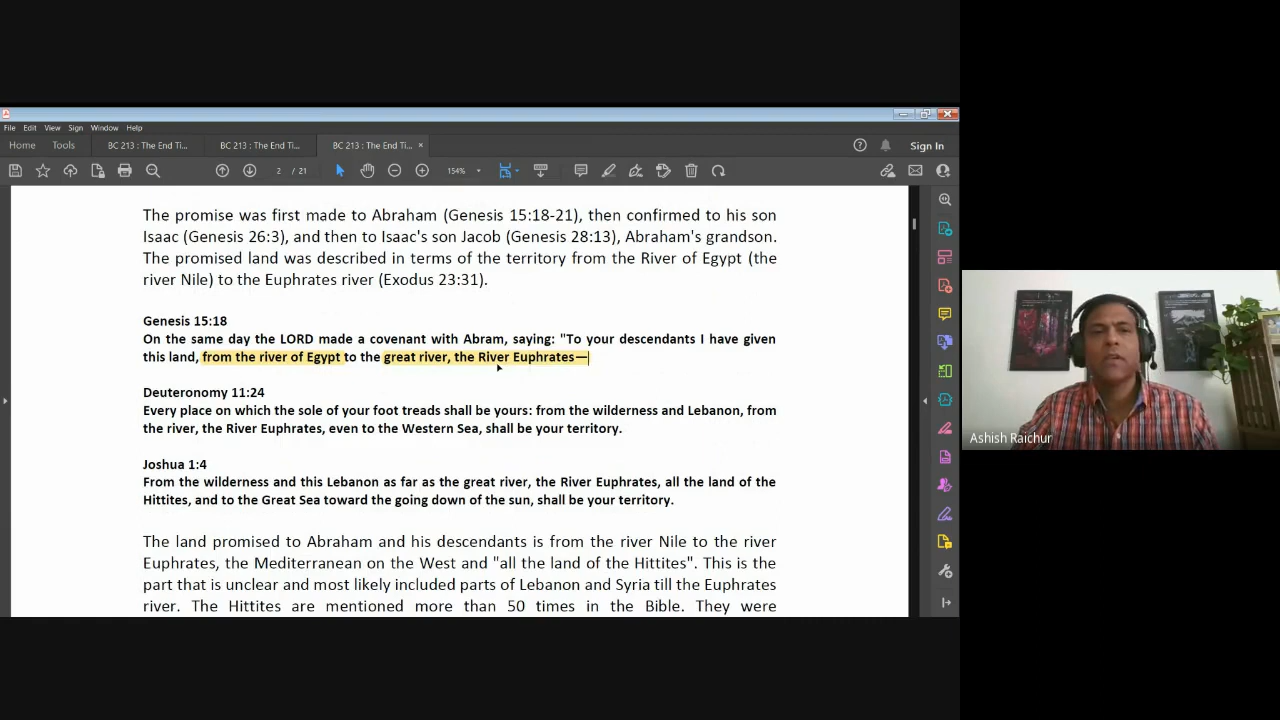 File Edit View Sign Window Help
Home Tools BC 213 : The End Ti... BC 213 : The End Ti... BC 213 : The End Ti... × Sign In
2 / 21 154%
The promise was first made to Abraham (Genesis 15:18-21), then confirmed to his son
Isaac (Genesis 26:3), and then to Isaac's son Jacob (Genesis 28:13), Abraham's grandson.
The promised land was described in terms of the territory from the River of Egypt (the
river Nile) to the Euphrates river (Exodus 23:31).
Genesis 15:18
On the same day the LORD made a covenant with Abram, saying: "To your descendants I have given
this land, from the river of Egypt to the great river, the River Euphrates—
Deuteronomy 11:24
Every place on which the sole of your foot treads shall be yours: from the wilderness and Lebanon, from
the river, the River Euphrates, even to the Western Sea, shall be your territory.
Joshua 1:4
From the wilderness and this Lebanon as far as the great river, the River Euphrates, all the land of the
Hittites, and to the Great Sea toward the going down of the sun, shall be your territory.
The land promised to Abraham and his descendants is from the river Nile to the river
Euphrates, the Mediterranean on the West and "all the land of the Hittites". This is the
part that is unclear and most likely included parts of Lebanon and Syria till the Euphrates
river. The Hittites are mentioned more than 50 times in the Bible. They were
Ashish Raichur